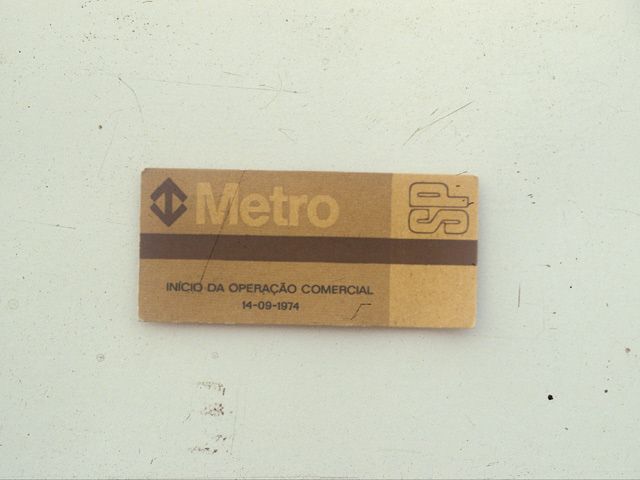 Metro
SP
INÍCIO DA OPERAÇÃO COMERCIAL
14-09-1974